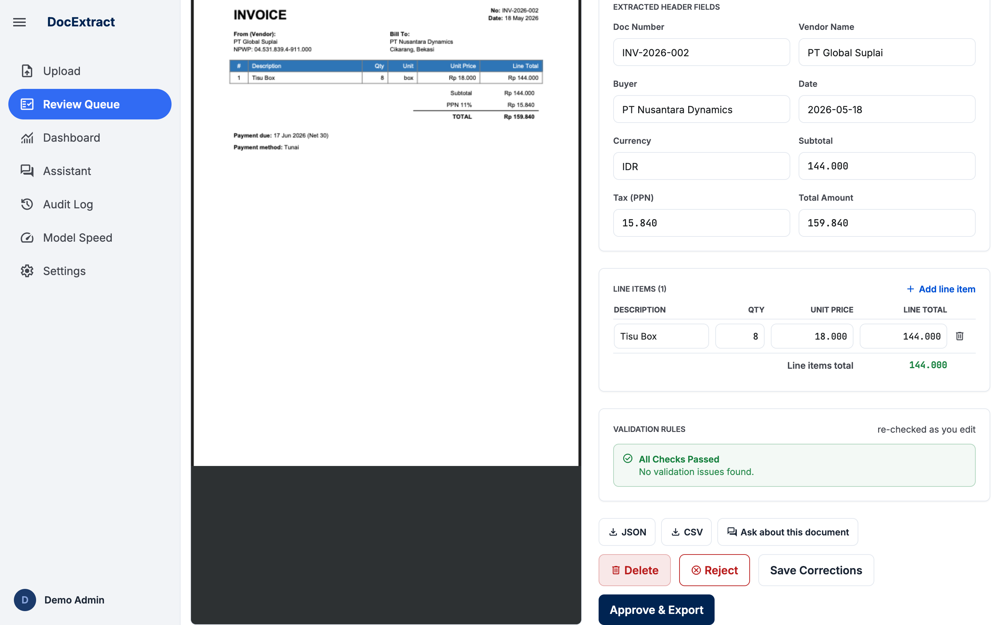 DocExtract
Upload
Review Queue
Dashboard
Assistant
Audit Log
Model Speed
Settings
D
Demo Admin
INVOICE
No: INV-2026-002
Date: 18 May 2026
From (Vendor):
PT Global Suplai
NPWP: 04.531.839.4-911.000
Bill To:
PT Nusantara Dynamics
Cikarang, Bekasi
# Description Qty Unit Unit Price Line Total
1 Tisu Box 8 box Rp 18.000 Rp 144.000
Subtotal Rp 144.000
PPN 11% Rp 15.840
TOTAL Rp 159.840
Payment due: 17 Jun 2026 (Net 30)
Payment method: Tunai
EXTRACTED HEADER FIELDS
Doc Number
INV-2026-002
Vendor Name
PT Global Suplai
Buyer
PT Nusantara Dynamics
Date
2026-05-18
Currency
IDR
Subtotal
144.000
Tax (PPN)
15.840
Total Amount
159.840
LINE ITEMS (1)
+ Add line item
DESCRIPTION QTY UNIT PRICE LINE TOTAL
Tisu Box 8 18.000 144.000
Line items total 144.000
VALIDATION RULES
re-checked as you edit
All Checks Passed
No validation issues found.
JSON
CSV
Ask about this document
Delete
Reject
Save Corrections
Approve & Export